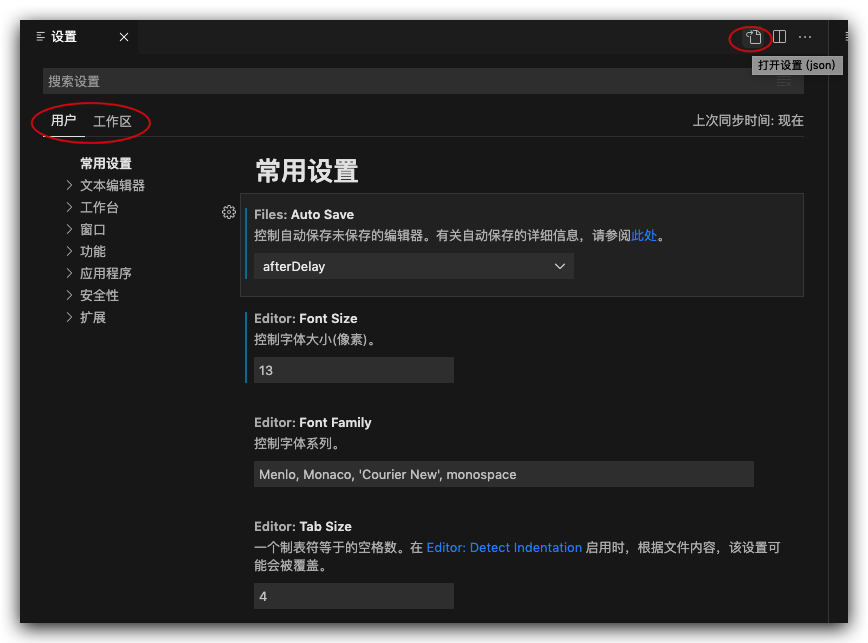 设置
打开设置 (json)
搜索设置
用户 工作区
上次同步时间: 现在
常用设置
文本编辑器
工作台
窗口
功能
应用程序
安全性
扩展
常用设置
Files: Auto Save
控制自动保存未保存的编辑器。有关自动保存的详细信息，请参阅此处。
afterDelay
Editor: Font Size
控制字体大小(像素)。
13
Editor: Font Family
控制字体系列。
Menlo, Monaco, 'Courier New', monospace
Editor: Tab Size
一个制表符等于的空格数。在 Editor: Detect Indentation 启用时，根据文件内容，该设置可
能会被覆盖。
4